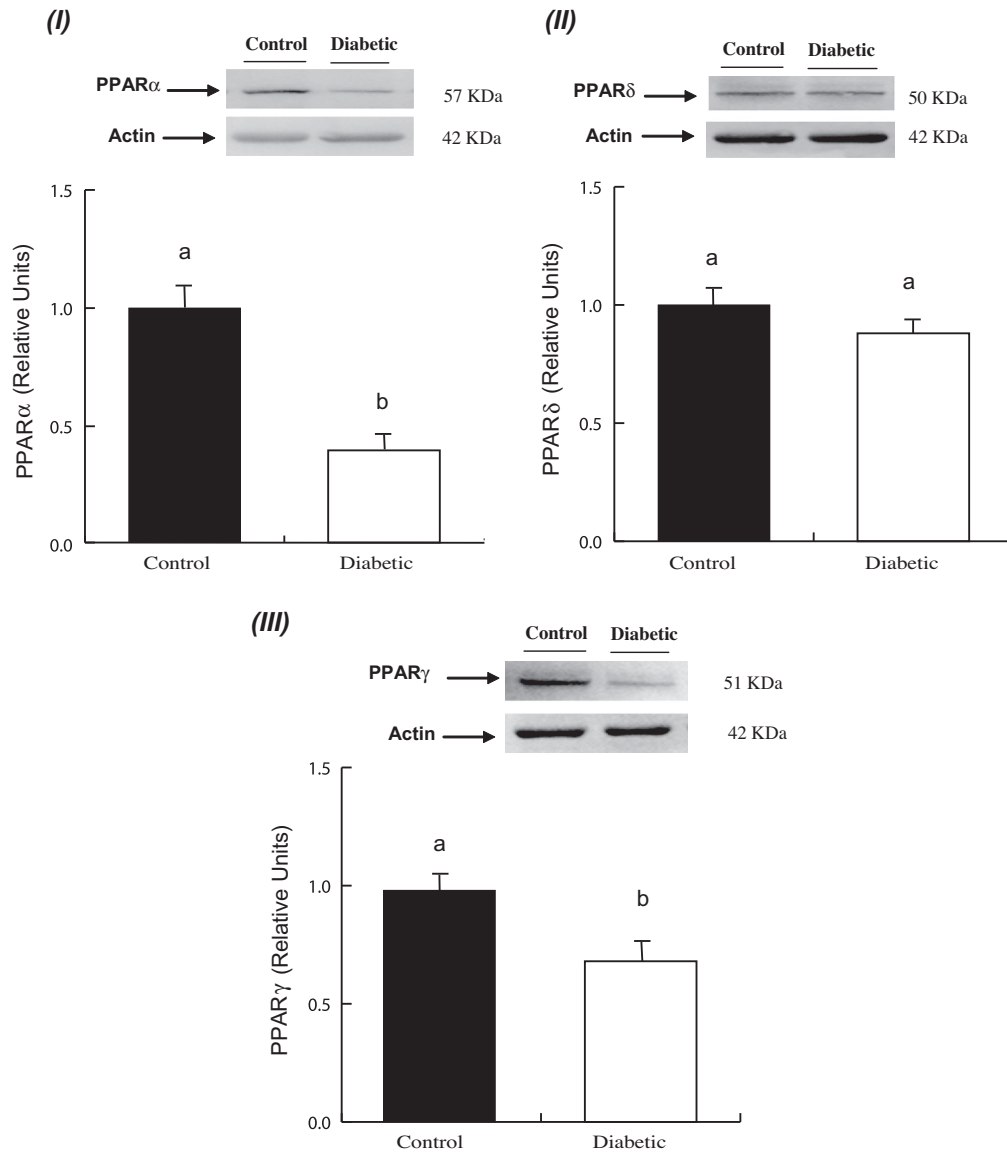 (I)
Control Diabetic
PPARα 57 KDa
Actin 42 KDa
1.5
a
1.0
b
0.5
0.0
PPARα (Relative Units)
Control Diabetic
(II)
Control Diabetic
PPARδ 50 KDa
Actin 42 KDa
1.5
a
a
1.0
0.5
0.0
PPARδ (Relative Units)
Control Diabetic
(III)
Control Diabetic
PPARγ 51 KDa
Actin 42 KDa
1.5
a
1.0
b
0.5
0.0
PPARγ (Relative Units)
Control Diabetic